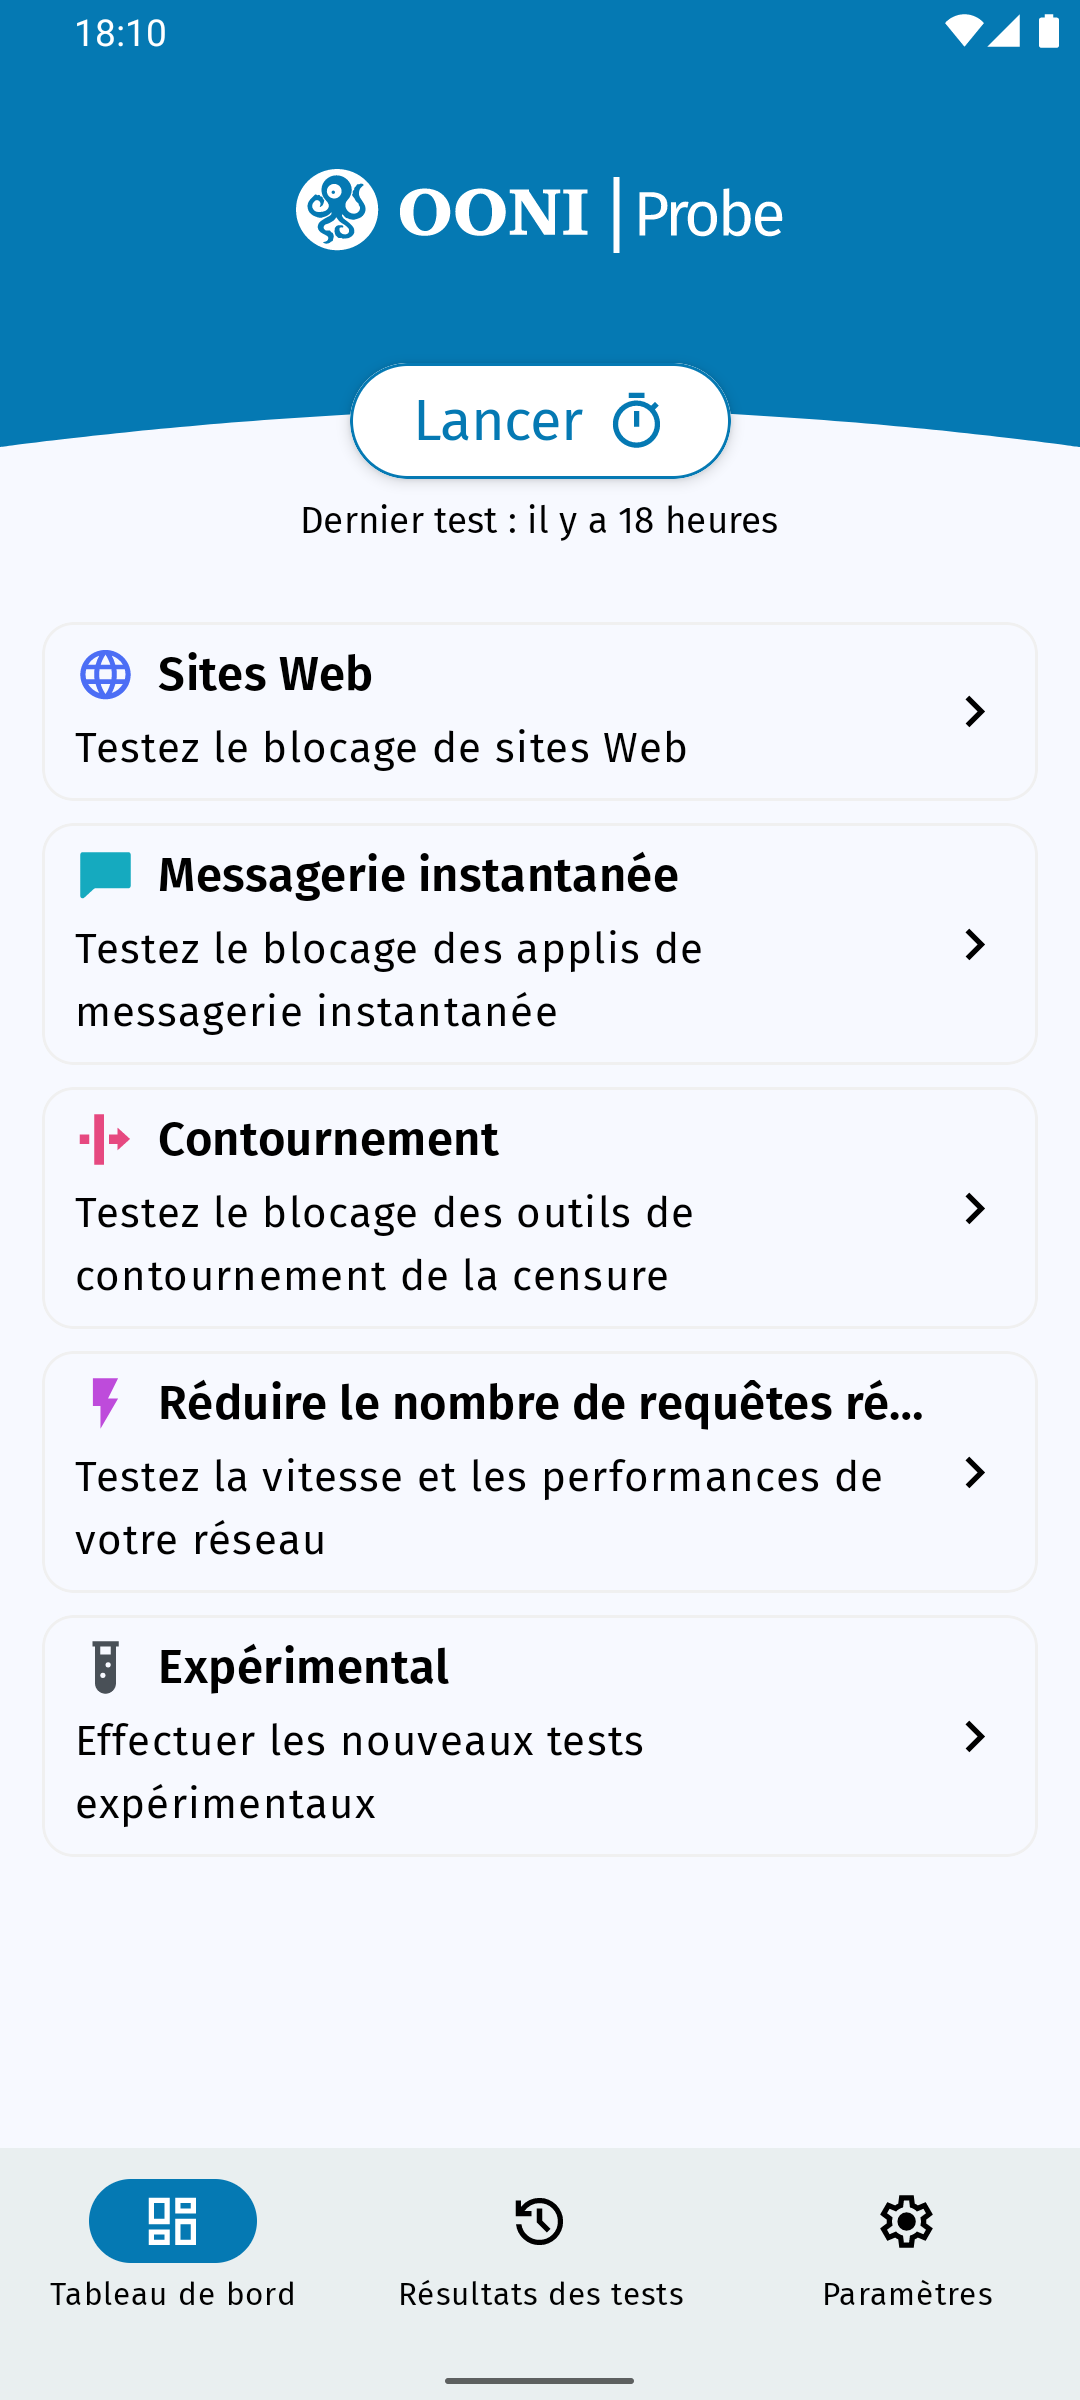 18:10
OONI | Probe
Lancer
Dernier test : il y a 18 heures
Sites Web
Testez le blocage de sites Web
Messagerie instantanée
Testez le blocage des applis de
messagerie instantanée
Contournement
Testez le blocage des outils de
contournement de la censure
Réduire le nombre de requêtes ré...
Testez la vitesse et les performances de
votre réseau
Expérimental
Effectuer les nouveaux tests
expérimentaux
Tableau de bord
Résultats des tests
Paramètres